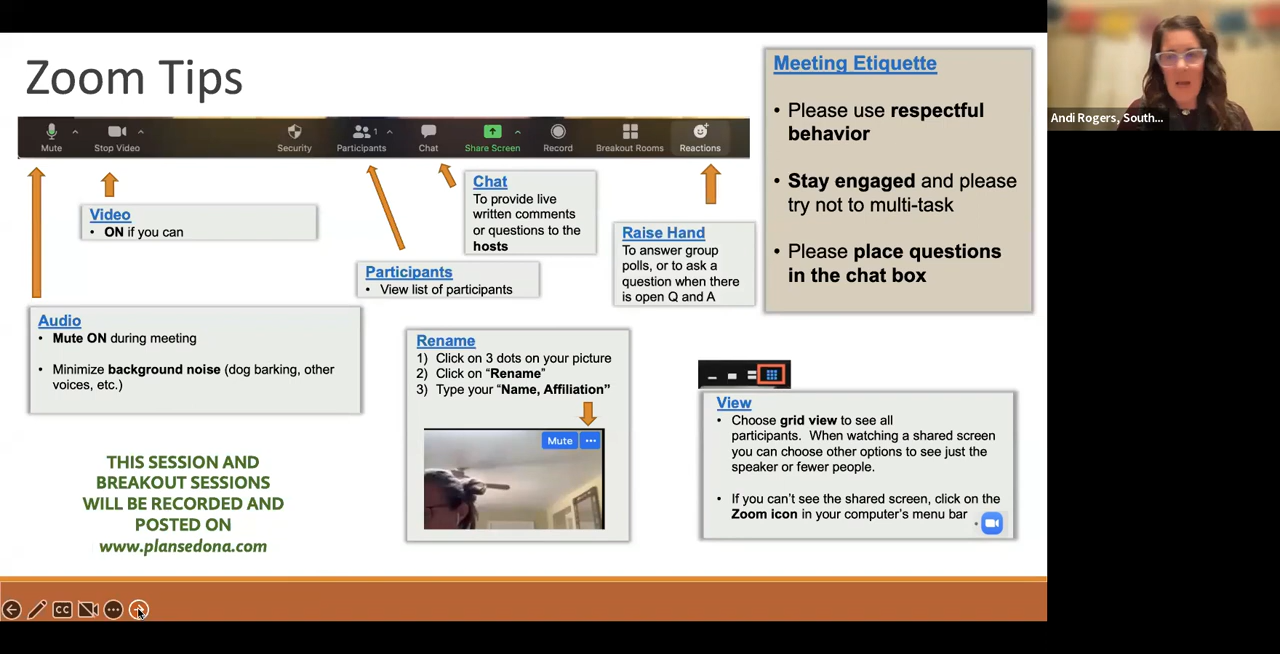 Zoom Tips
Mute
Stop Video
Security
Participants
1
Chat
Share Screen
Record
Breakout Rooms
Reactions
Video
• ON if you can
Participants
• View list of participants
Chat
To provide live
written comments
or questions to the
hosts
Raise Hand
To answer group
polls, or to ask a
question when there
is open Q and A
Meeting Etiquette
• Please use respectful
behavior
• Stay engaged and please
try not to multi-task
• Please place questions
in the chat box
Andi Rogers, South...
Audio
• Mute ON during meeting
• Minimize background noise (dog barking, other
voices, etc.)
Rename
1) Click on 3 dots on your picture
2) Click on “Rename”
3) Type your “Name, Affiliation”
Mute
...
View
• Choose grid view to see all
participants. When watching a shared screen
you can choose other options to see just the
speaker or fewer people.
• If you can’t see the shared screen, click on the
Zoom icon in your computer’s menu bar
THIS SESSION AND
BREAKOUT SESSIONS
WILL BE RECORDED AND
POSTED ON
www.plansedona.com
CC